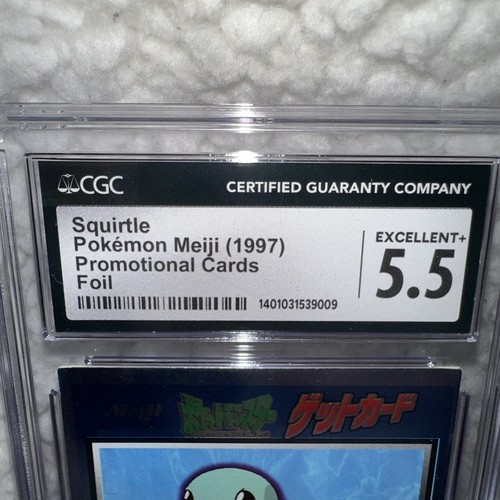 CGC CERTIFIED GUARANTY COMPANY
Squirtle
Pokémon Meiji (1997)
Promotional Cards
Foil
EXCELLENT+
5.5
1401031539009
Meiji ポケットモンスター ゲットカード